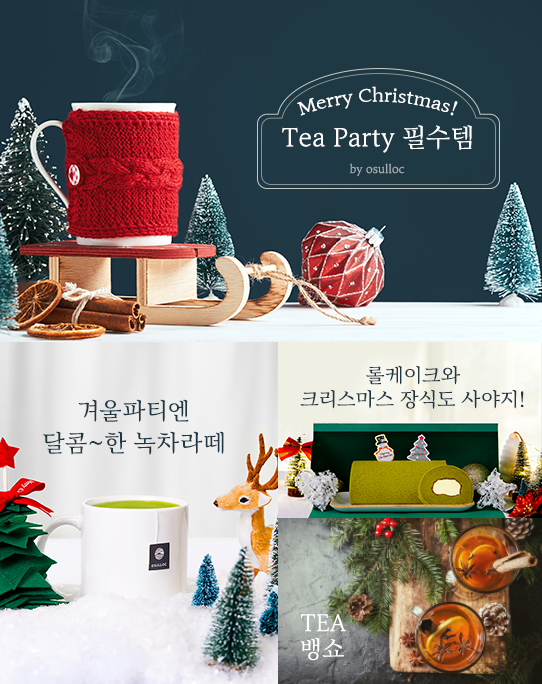 Merry Christmas!
Tea Party 필수템
by osulloc
겨울파티엔
달콤~한 녹차라떼
OSULLOC
롤케이크와
크리스마스 장식도 사야지!
TEA
뱅쇼